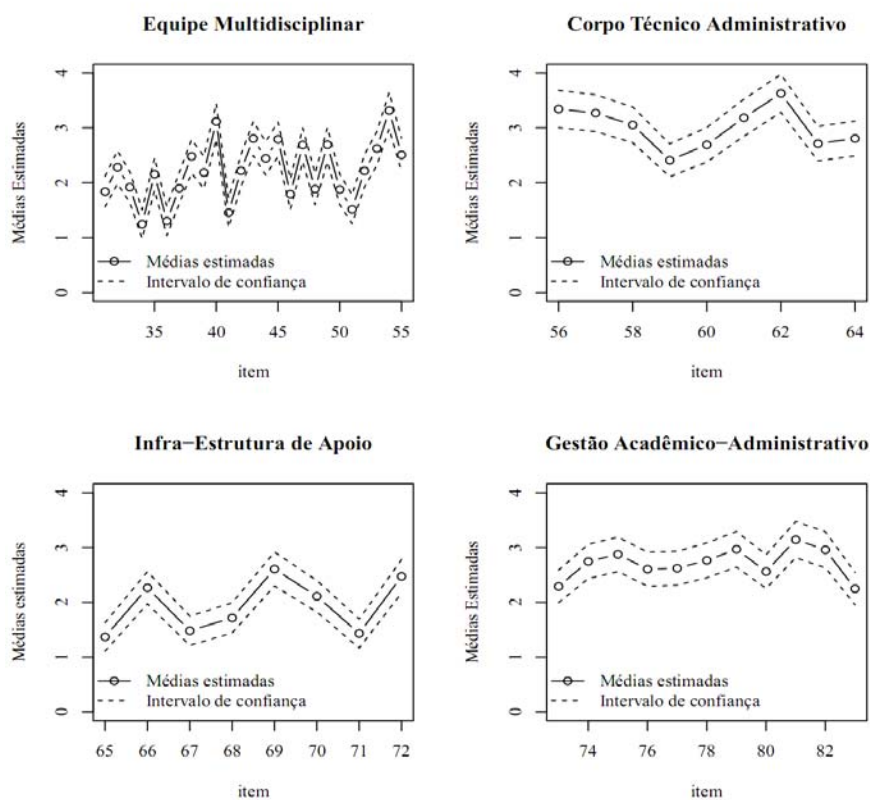 Equipe Multidisciplinar
Médias Estimadas
4
3
2
1
0
Médias estimadas
Intervalo de confiança
35 40 45 50 55
item
Corpo Técnico Administrativo
Médias Estimadas
4
3
2
1
0
Médias estimadas
Intervalo de confiança
56 58 60 62 64
item
Infra−Estrutura de Apoio
Médias estimadas
4
3
2
1
0
Médias estimadas
Intervalo de confiança
65 66 67 68 69 70 71 72
item
Gestão Acadêmico−Administrativo
Médias Estimadas
4
3
2
1
0
Médias estimadas
Intervalo de confiança
74 76 78 80 82
item